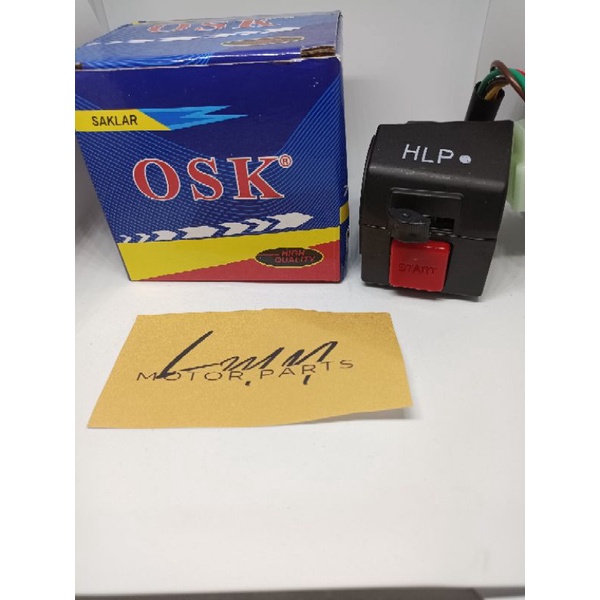 OSK
SAKLAR
OSK®
HIGH
QUALITY
HLP
START
MOTOR PARTS